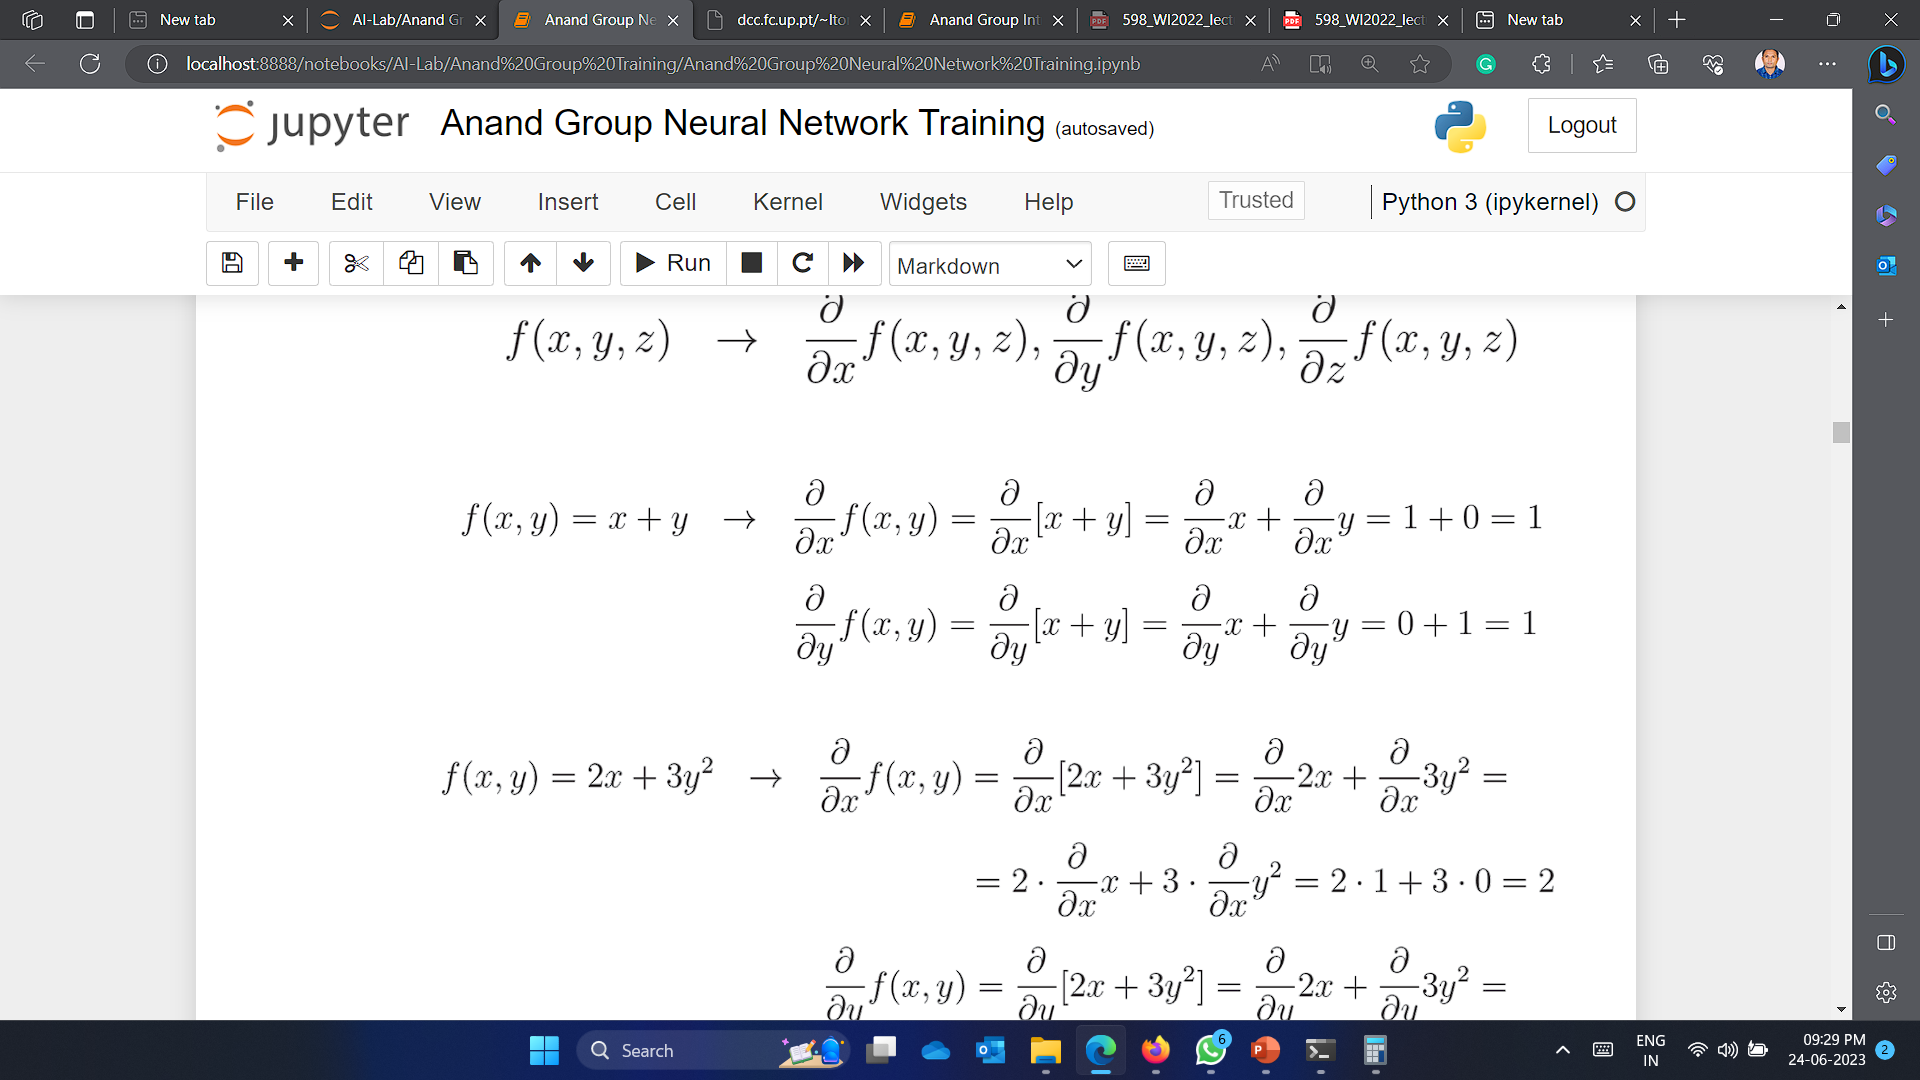 New tab
AI-Lab/Anand Gr
Anand Group Ne
dcc.fc.up.pt/~lto
Anand Group Int
598_WI2022_lect
598_WI2022_lect
New tab
localhost:8888/notebooks/AI-Lab/Anand%20Group%20Training/Anand%20Group%20Neural%20Network%20Training.ipynb
jupyter Anand Group Neural Network Training (autosaved)
Logout
File Edit View Insert Cell Kernel Widgets Help Trusted Python 3 (ipykernel)
Run Markdown
f(x, y, z) → ∂/∂x f(x, y, z), ∂/∂y f(x, y, z), ∂/∂z f(x, y, z)
f(x, y) = x + y → ∂/∂x f(x, y) = ∂/∂x [x + y] = ∂/∂x x + ∂/∂x y = 1 + 0 = 1
∂/∂y f(x, y) = ∂/∂y [x + y] = ∂/∂y x + ∂/∂y y = 0 + 1 = 1
f(x, y) = 2x + 3y² → ∂/∂x f(x, y) = ∂/∂x [2x + 3y²] = ∂/∂x 2x + ∂/∂x 3y² =
= 2 · ∂/∂x x + 3 · ∂/∂x y² = 2 · 1 + 3 · 0 = 2
∂/∂y f(x, y) = ∂/∂y [2x + 3y²] = ∂/∂y 2x + ∂/∂y 3y² =
Search
6
ENG
IN
09:29 PM
24-06-2023
2